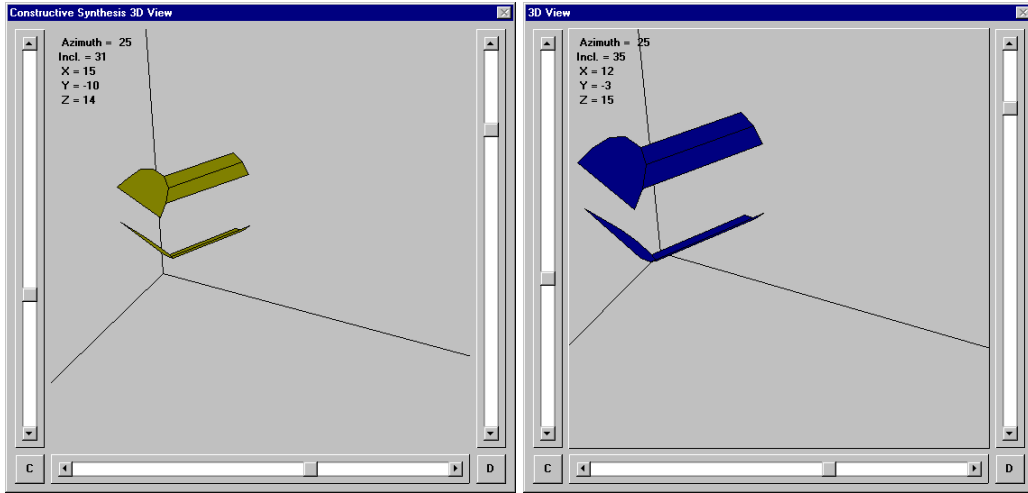 Constructive Synthesis 3D View
Azimuth = 25
Incl. = 31
X = 15
Y = -10
Z = 14
C
D
3D View
Azimuth = 25
Incl. = 35
X = 12
Y = -3
Z = 15
C
D